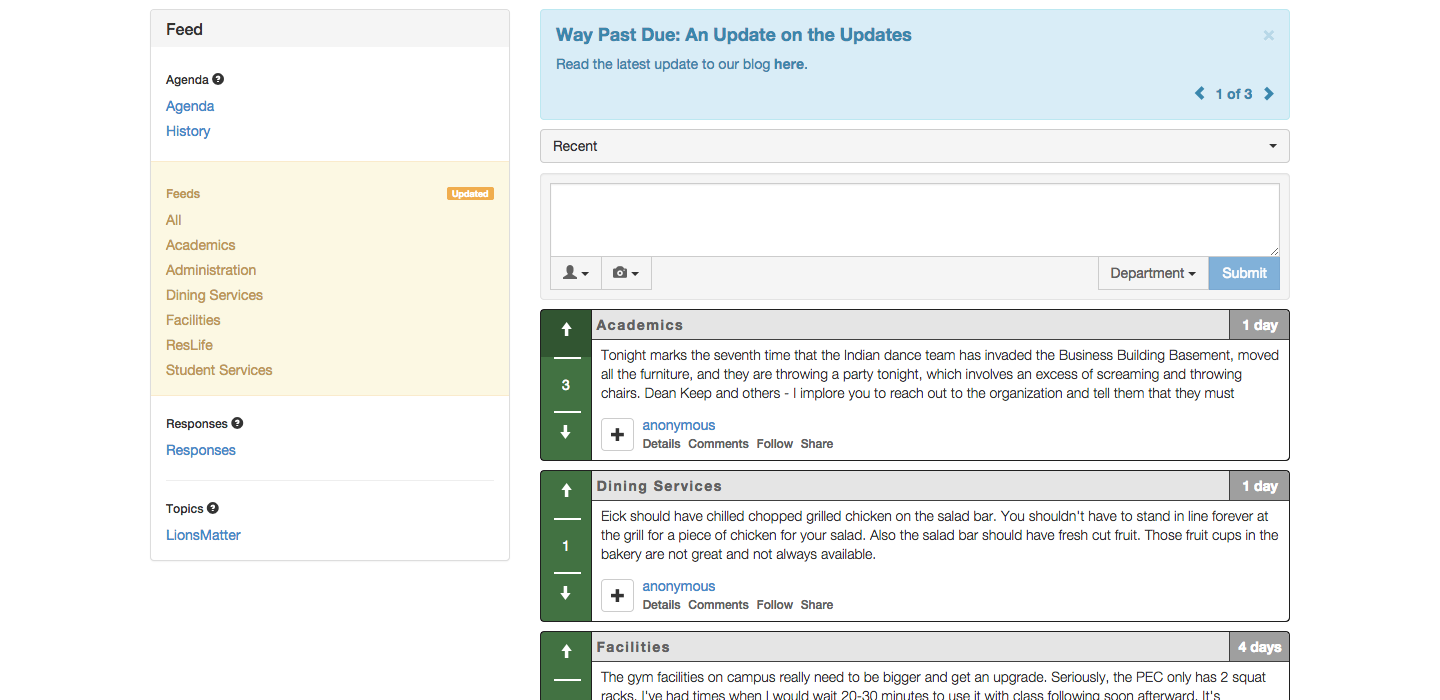 Feed
Agenda
Agenda
History
Feeds
Updated
All
Academics
Administration
Dining Services
Facilities
ResLife
Student Services
Responses
Responses
Topics
LionsMatter
Way Past Due: An Update on the Updates
×
Read the latest update to our blog here.
1 of 3
Recent
Department
Submit
Academics
1 day
3
Tonight marks the seventh time that the Indian dance team has invaded the Business Building Basement, moved
all the furniture, and they are throwing a party tonight, which involves an excess of screaming and throwing
chairs. Dean Keep and others - I implore you to reach out to the organization and tell them that they must
anonymous
Details Comments Follow Share
Dining Services
1 day
1
Eick should have chilled chopped grilled chicken on the salad bar. You shouldn't have to stand in line forever at
the grill for a piece of chicken for your salad. Also the salad bar should have fresh cut fruit. Those fruit cups in the
bakery are not great and not always available.
anonymous
Details Comments Follow Share
Facilities
4 days
The gym facilities on campus really need to be bigger and get an upgrade. Seriously, the PEC only has 2 squat
racks. I've had times when I would wait 20-30 minutes to use it with class following soon afterward. It's